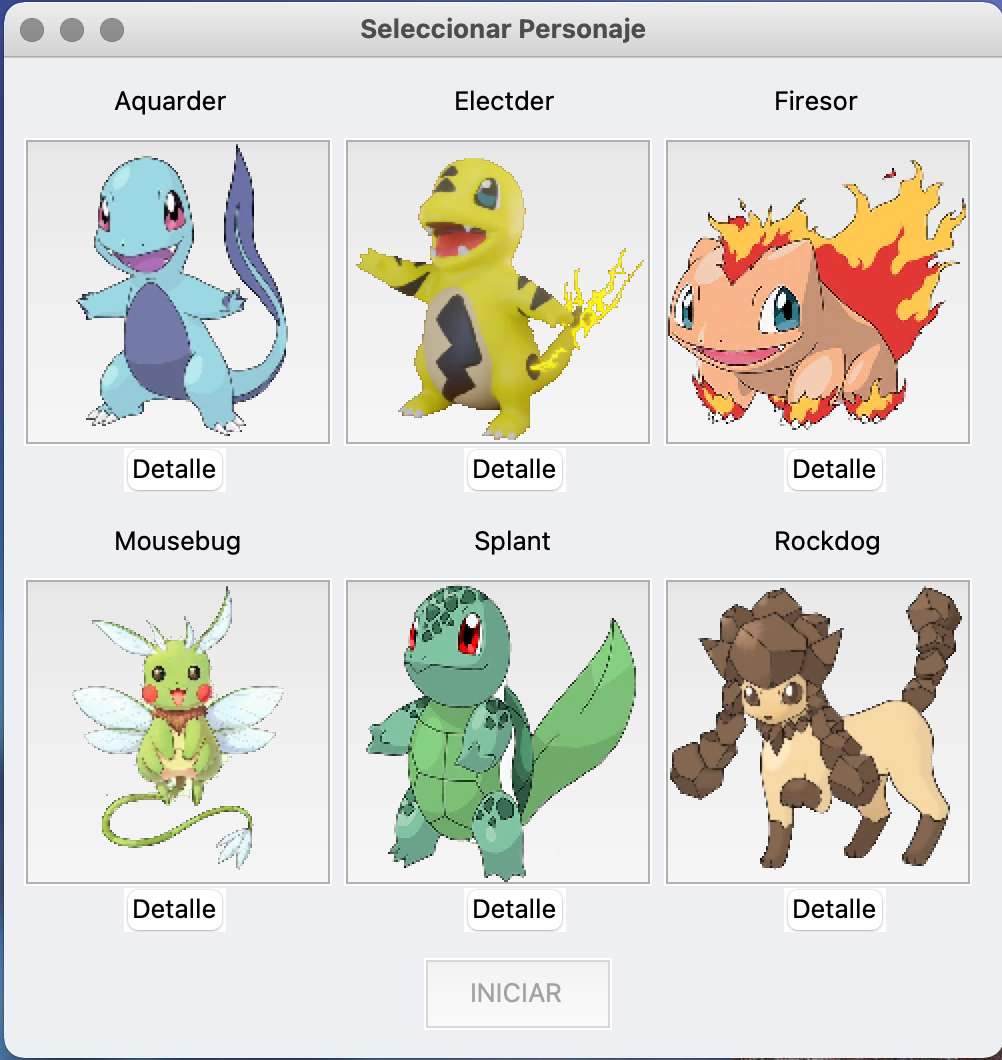 Seleccionar Personaje
Aquarder Electder Firesor
Detalle Detalle Detalle
Mousebug Splant Rockdog
Detalle Detalle Detalle
INICIAR